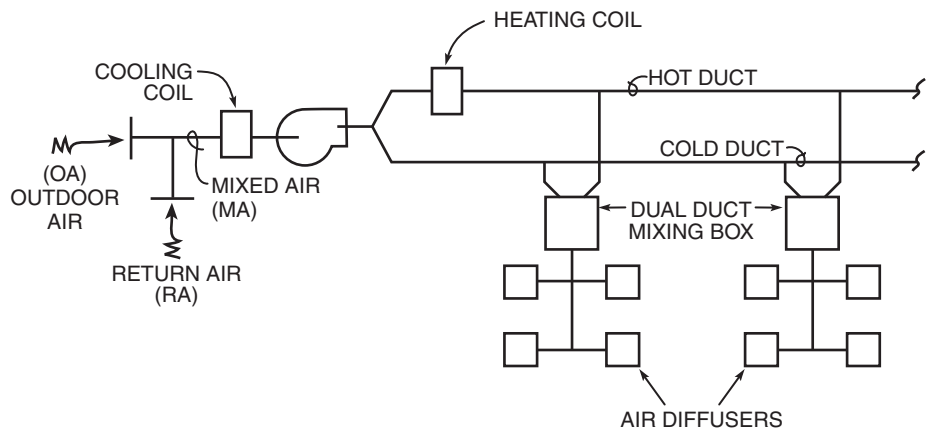 HEATING COIL
COOLING
COIL
HOT DUCT
COLD DUCT
(OA)
OUTDOOR
AIR
MIXED AIR
(MA)
DUAL DUCT
MIXING BOX
RETURN AIR
(RA)
AIR DIFFUSERS